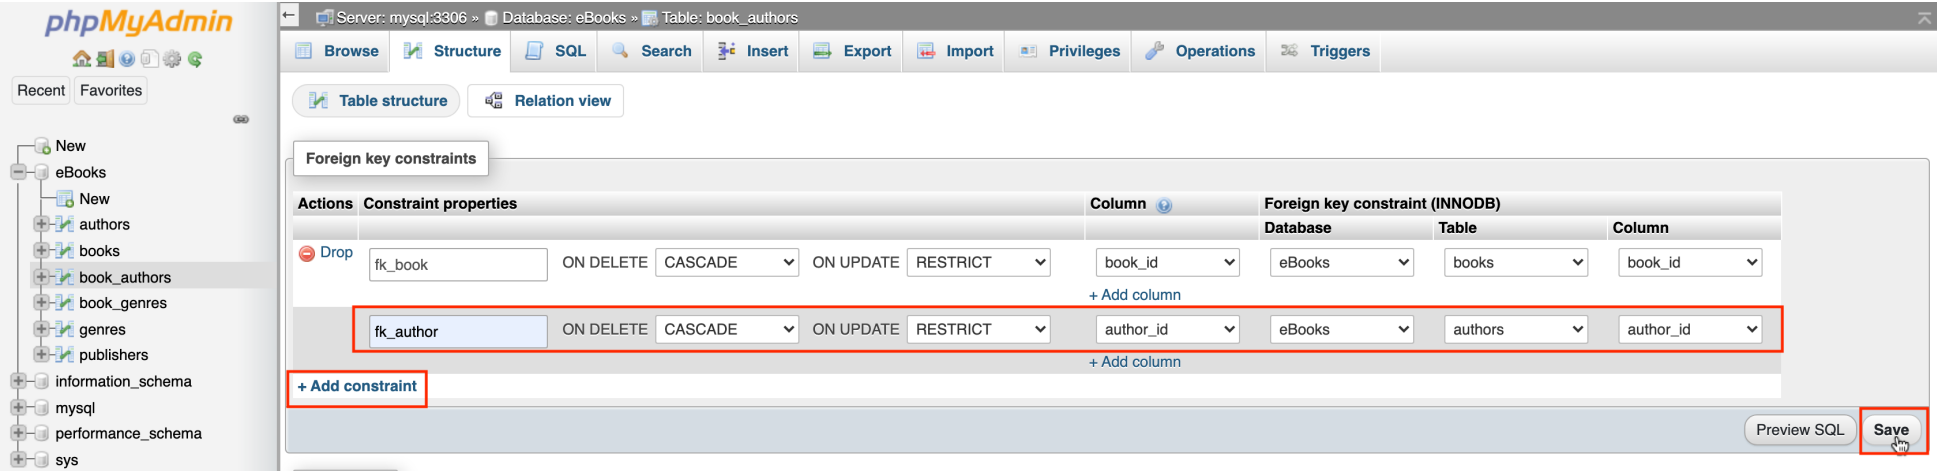 phpMyAdmin
Recent Favorites
New
eBooks
New
authors
books
book_authors
book_genres
genres
publishers
information_schema
mysql
performance_schema
sys
Server: mysql:3306 » Database: eBooks » Table: book_authors
Browse Structure SQL Search Insert Export Import Privileges Operations Triggers
Table structure Relation view
Foreign key constraints
Actions Constraint properties Column Foreign key constraint (INNODB)
Database Table Column
Drop fk_book ON DELETE CASCADE ON UPDATE RESTRICT book_id eBooks books book_id
+ Add column
fk_author ON DELETE CASCADE ON UPDATE RESTRICT author_id eBooks authors author_id
+ Add column
+ Add constraint
Preview SQL Save